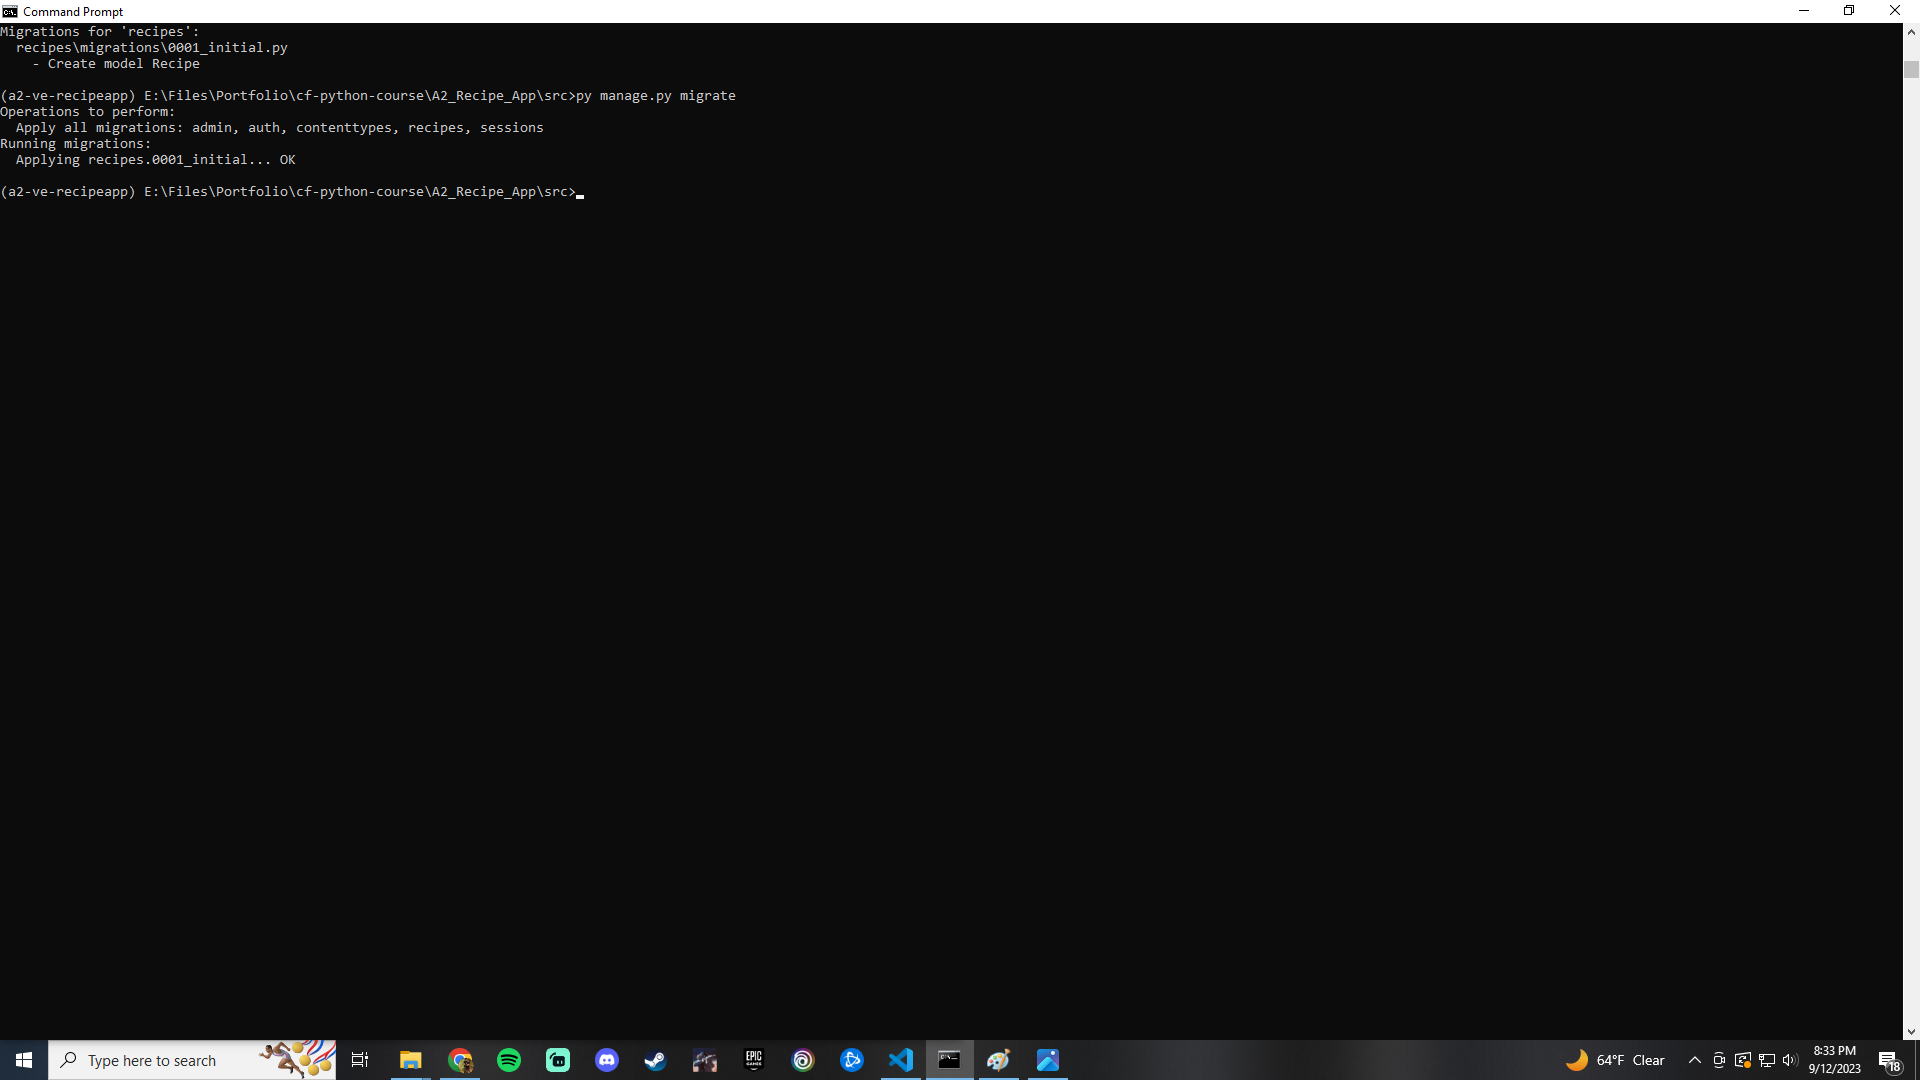 Command Prompt
Migrations for 'recipes':
recipes\migrations\0001_initial.py
- Create model Recipe
(a2-ve-recipeapp) E:\Files\Portfolio\cf-python-course\A2_Recipe_App\src>py manage.py migrate
Operations to perform:
Apply all migrations: admin, auth, contenttypes, recipes, sessions
Running migrations:
Applying recipes.0001_initial... OK
(a2-ve-recipeapp) E:\Files\Portfolio\cf-python-course\A2_Recipe_App\src>
Type here to search
EPIC GAMES
64°F Clear
8:33 PM
9/12/2023
18